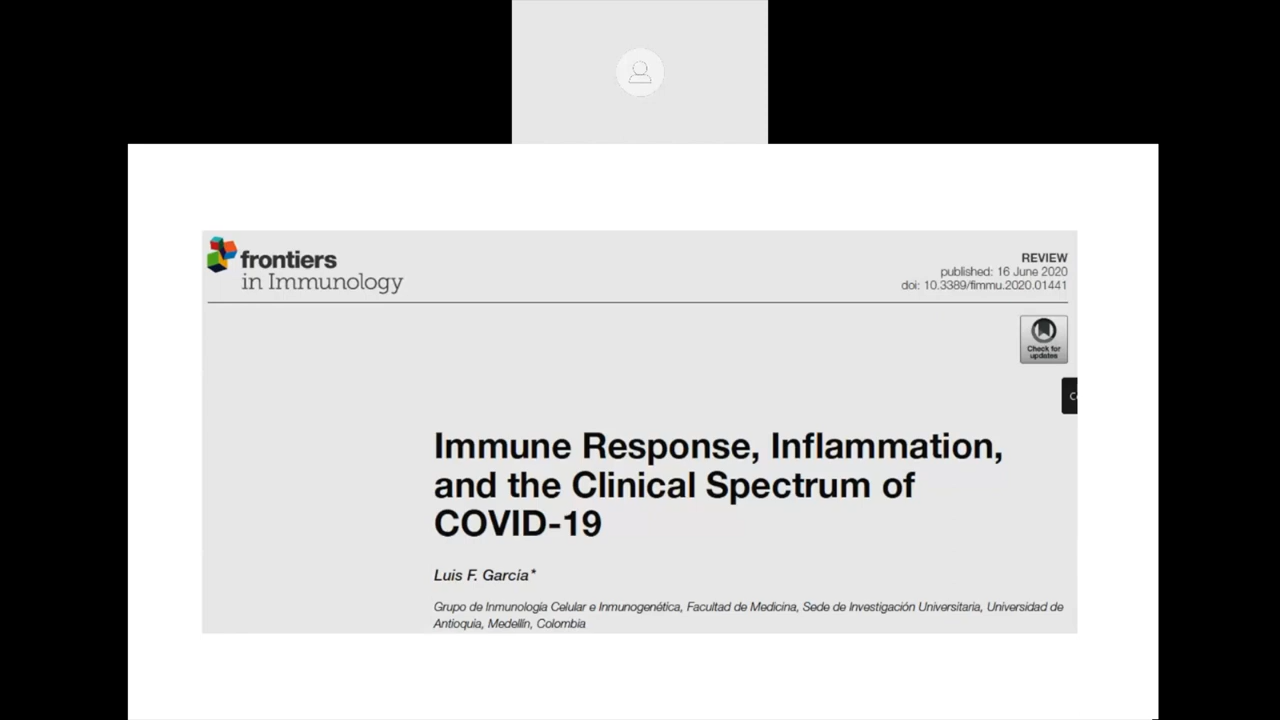 frontiers
in Immunology
REVIEW
published: 16 June 2020
doi: 10.3389/fimmu.2020.01441
Check for
updates
Immune Response, Inflammation,
and the Clinical Spectrum of
COVID-19
Luis F. García*
Grupo de Inmunología Celular e Inmunogenética, Facultad de Medicina, Sede de Investigación Universitaria, Universidad de
Antioquia, Medellín, Colombia